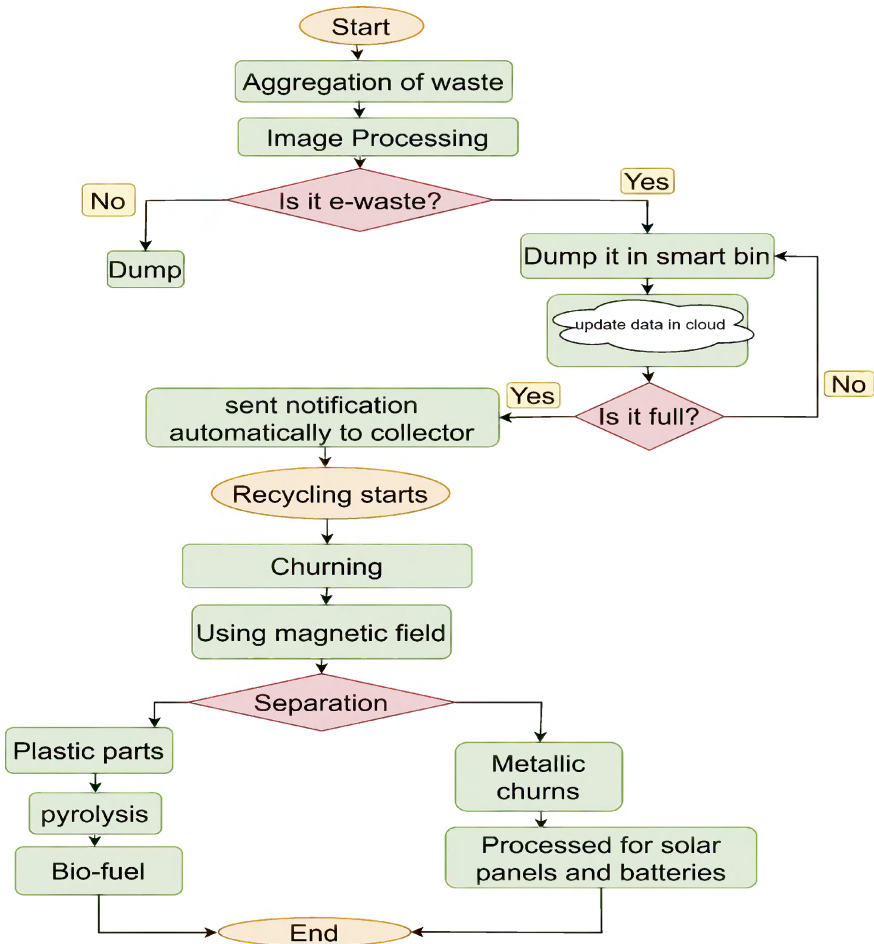 Start
Aggregation of waste
Image Processing
Is it e-waste?
No
Yes
Dump
Dump it in smart bin
update data in cloud
Is it full?
Yes
No
sent notification
automatically to collector
Recycling starts
Churning
Using magnetic field
Separation
Plastic parts
Metallic
churns
pyrolysis
Processed for solar
panels and batteries
Bio-fuel
End